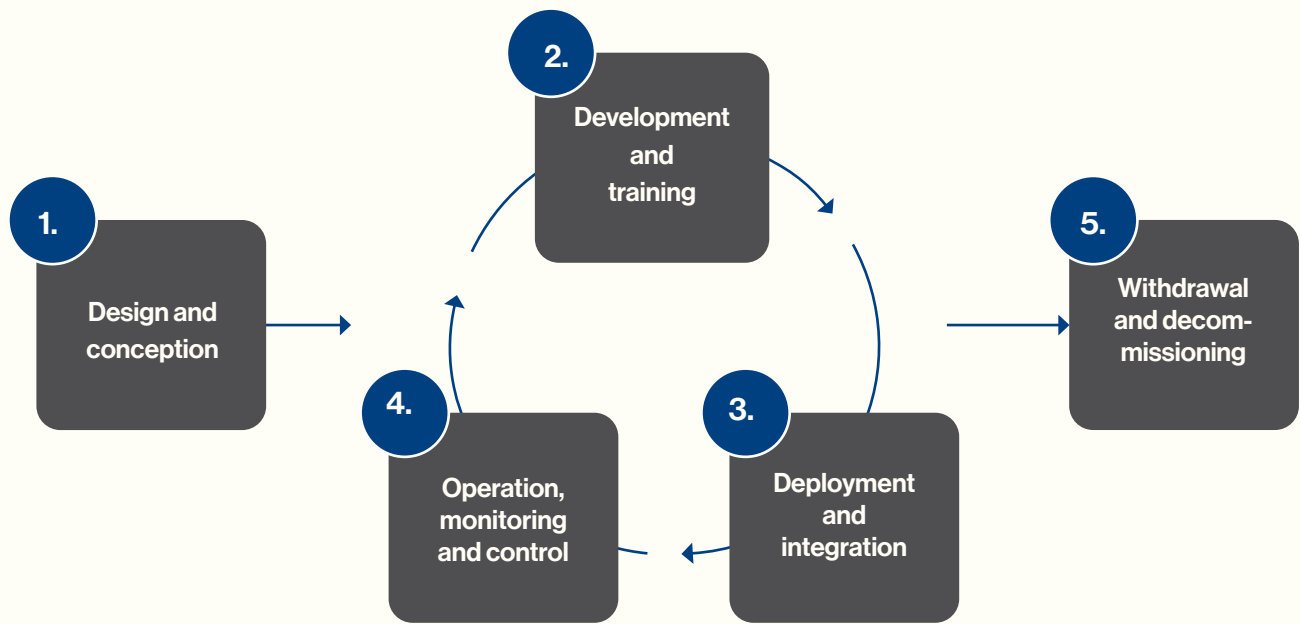 1.
Design and
conception
2.
Development
and
training
3.
Deployment
and
integration
4.
Operation,
monitoring
and control
5.
Withdrawal
and decom-
missioning